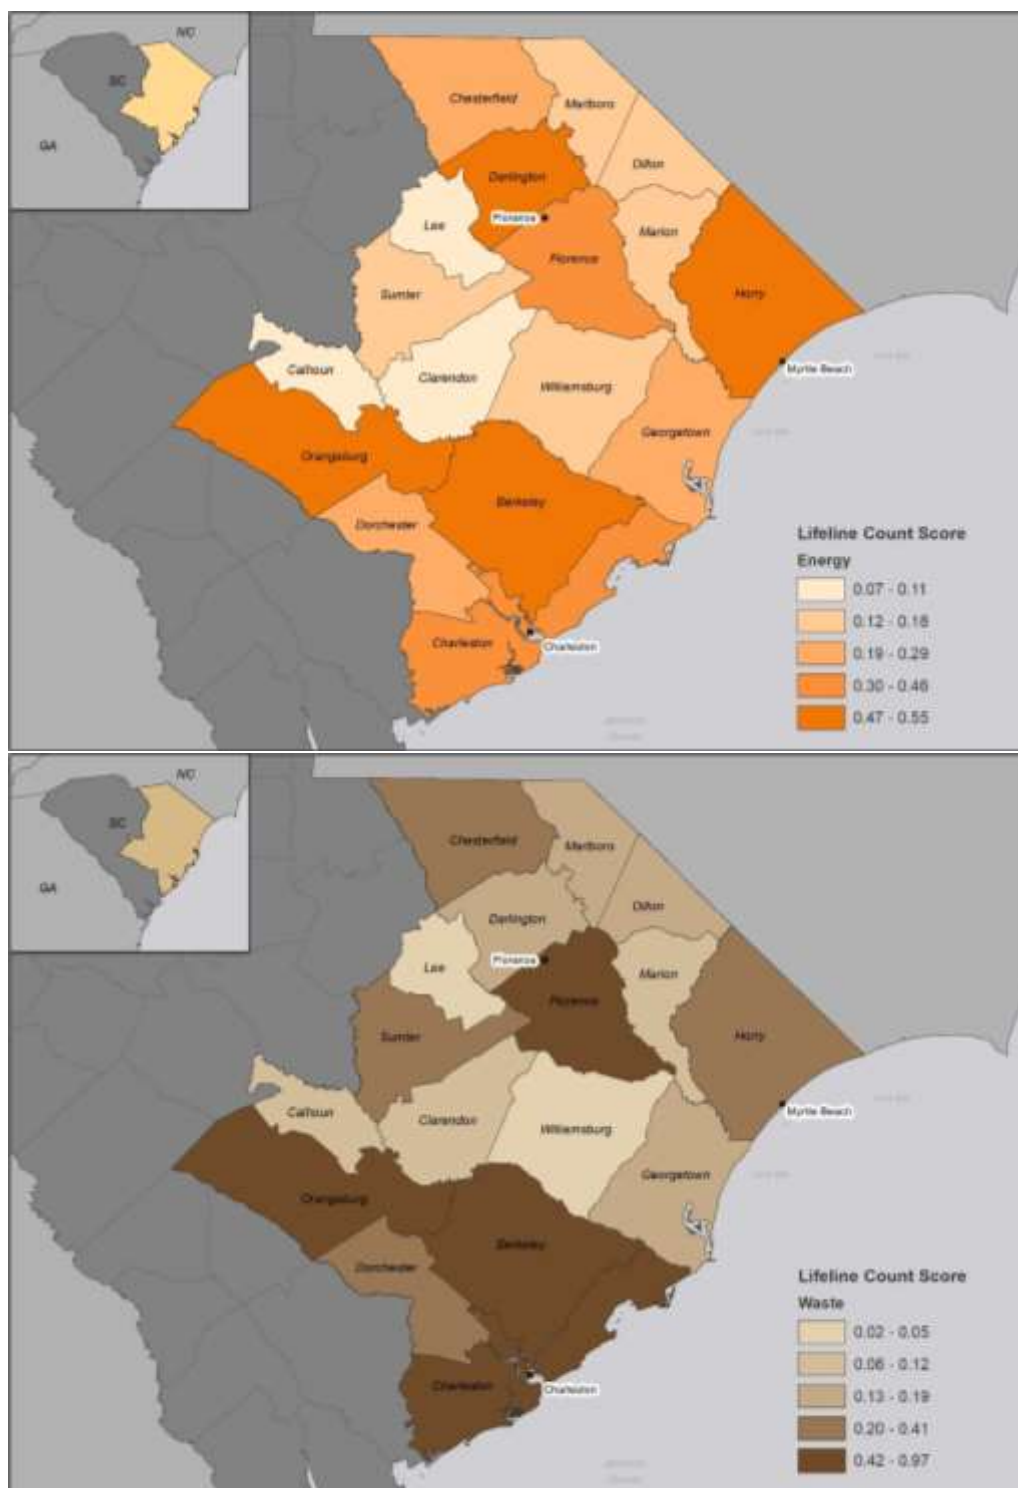 NC
SC
GA
Chesterfield
Marlboro
Dillon
Darlington
Lee
Florence
Marion
Florence
Horry
Sumter
Myrtle Beach
Calhoun
Clarendon
Williamsburg
Georgetown
Orangeburg
Berkeley
Dorchester
Charleston
Charleston
Lifeline Count Score
Energy
0.07 - 0.11
0.12 - 0.18
0.19 - 0.29
0.30 - 0.46
0.47 - 0.55
NC
SC
GA
Chesterfield
Marlboro
Dillon
Darlington
Florence
Lee
Marion
Florence
Horry
Sumter
Myrtle Beach
Calhoun
Clarendon
Williamsburg
Georgetown
Orangeburg
Berkeley
Dorchester
Charleston
Charleston
Lifeline Count Score
Waste
0.02 - 0.05
0.06 - 0.12
0.13 - 0.19
0.20 - 0.41
0.42 - 0.97